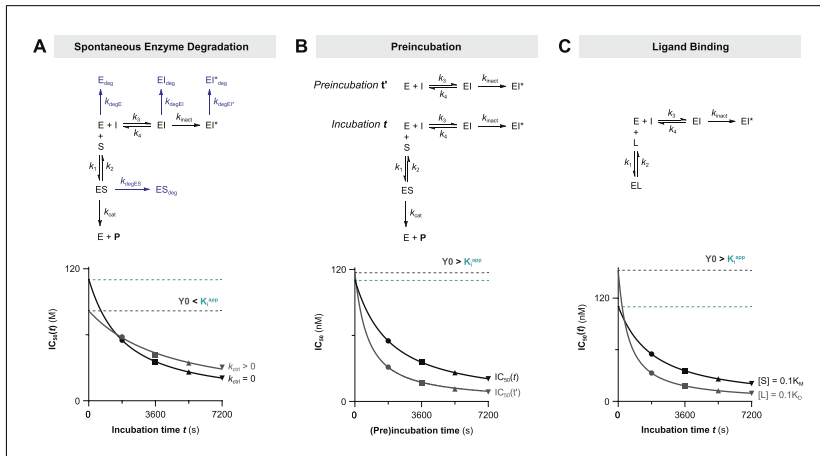 A Spontaneous Enzyme Degradation
E_deg EI_deg EI*_deg
k_degE k_degEI k_degEI*
E + I k_3 k_4 EI k_inact EI*
+
S
k_1 k_2
ES k_degES ES_deg
k_cat
E + P
120
Y0 < K_I^app
IC_50(t) (M)
k_ctrl > 0
k_ctrl = 0
0
0 3600 7200
Incubation time t (s)
B Preincubation
Preincubation t' E + I k_3 k_4 EI k_inact EI*
Incubation t E + I k_3 k_4 EI k_inact EI*
+
S
k_1 k_2
ES
k_cat
E + P
Y0 > K_I^app
120
IC_50 (nM)
IC_50(t)
IC_50(t')
0
0 3600 7200
(Pre)incubation time (s)
C Ligand Binding
E + I k_3 k_4 EI k_inact EI*
+
L
k_1 k_2
EL
Y0 > K_I^app
120
IC_50(t) (nM)
[S] = 0.1K_M
[L] = 0.1K_D
0
0 3600 7200
Incubation time t (s)